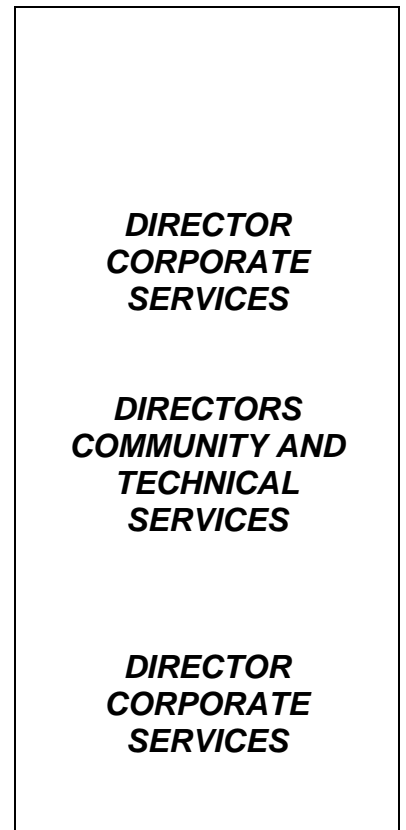 DIRECTOR
CORPORATE
SERVICES
DIRECTORS
COMMUNITY AND
TECHNICAL
SERVICES
DIRECTOR
CORPORATE
SERVICES